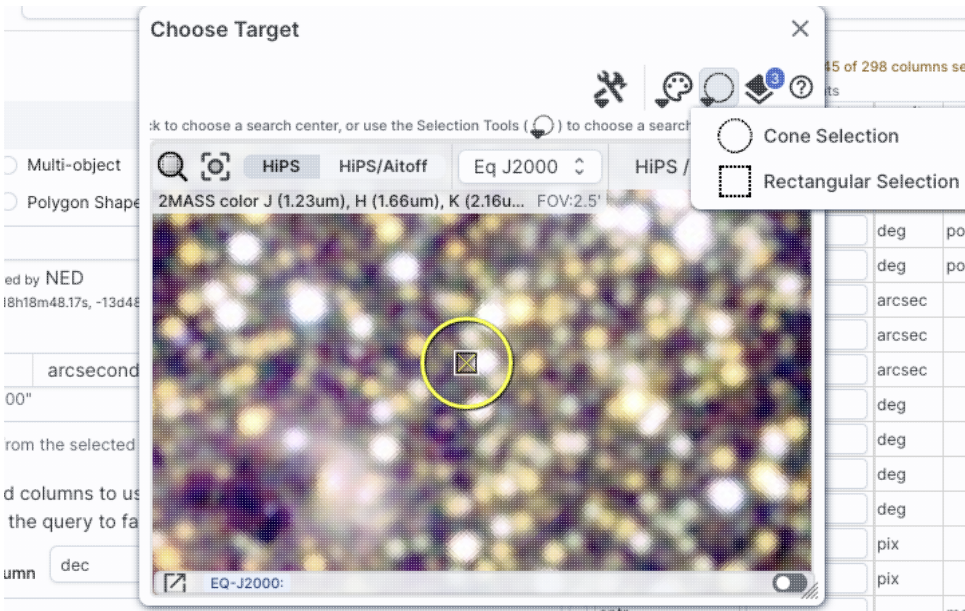 Choose Target
45 of 298 columns se
3
?
nts
:k to choose a search center, or use the Selection Tools ( ) to choose a search
Cone Selection
Rectangular Selection
Multi-object
HiPS
HiPS/Aitoff
Eq J2000
HiPS /
Polygon Shape
2MASS color J (1.23um), H (1.66um), K (2.16u...
FOV:2.5'
deg
po
deg
po
ed by NED
18h18m48.17s, -13d48
arcsec
arcsec
arcsecond
arcsec
00"
deg
rom the selected
deg
deg
d columns to us
deg
the query to fa
pix
umn
dec
pix
EQ-J2000: